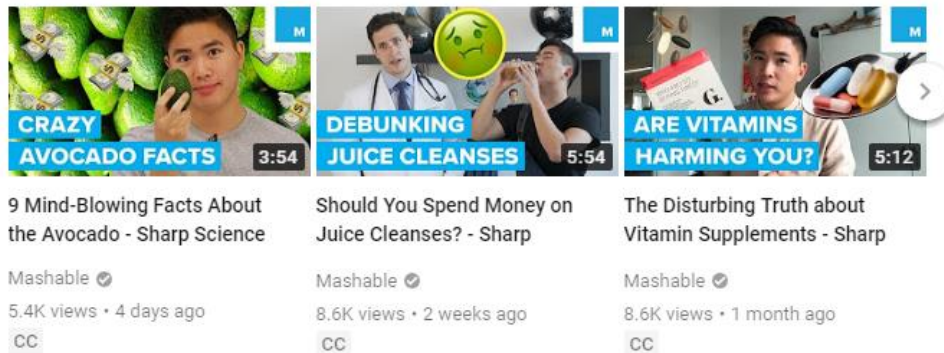 M
CRAZY
AVOCADO FACTS
3:54
9 Mind-Blowing Facts About
the Avocado - Sharp Science
Mashable
5.4K views • 4 days ago
CC
M
DEBUNKING
JUICE CLEANSES
5:54
Should You Spend Money on
Juice Cleanses? - Sharp
Mashable
8.6K views • 2 weeks ago
CC
M
G.
ARE VITAMINS
HARMING YOU?
5:12
The Disturbing Truth about
Vitamin Supplements - Sharp
Mashable
8.6K views • 1 month ago
CC